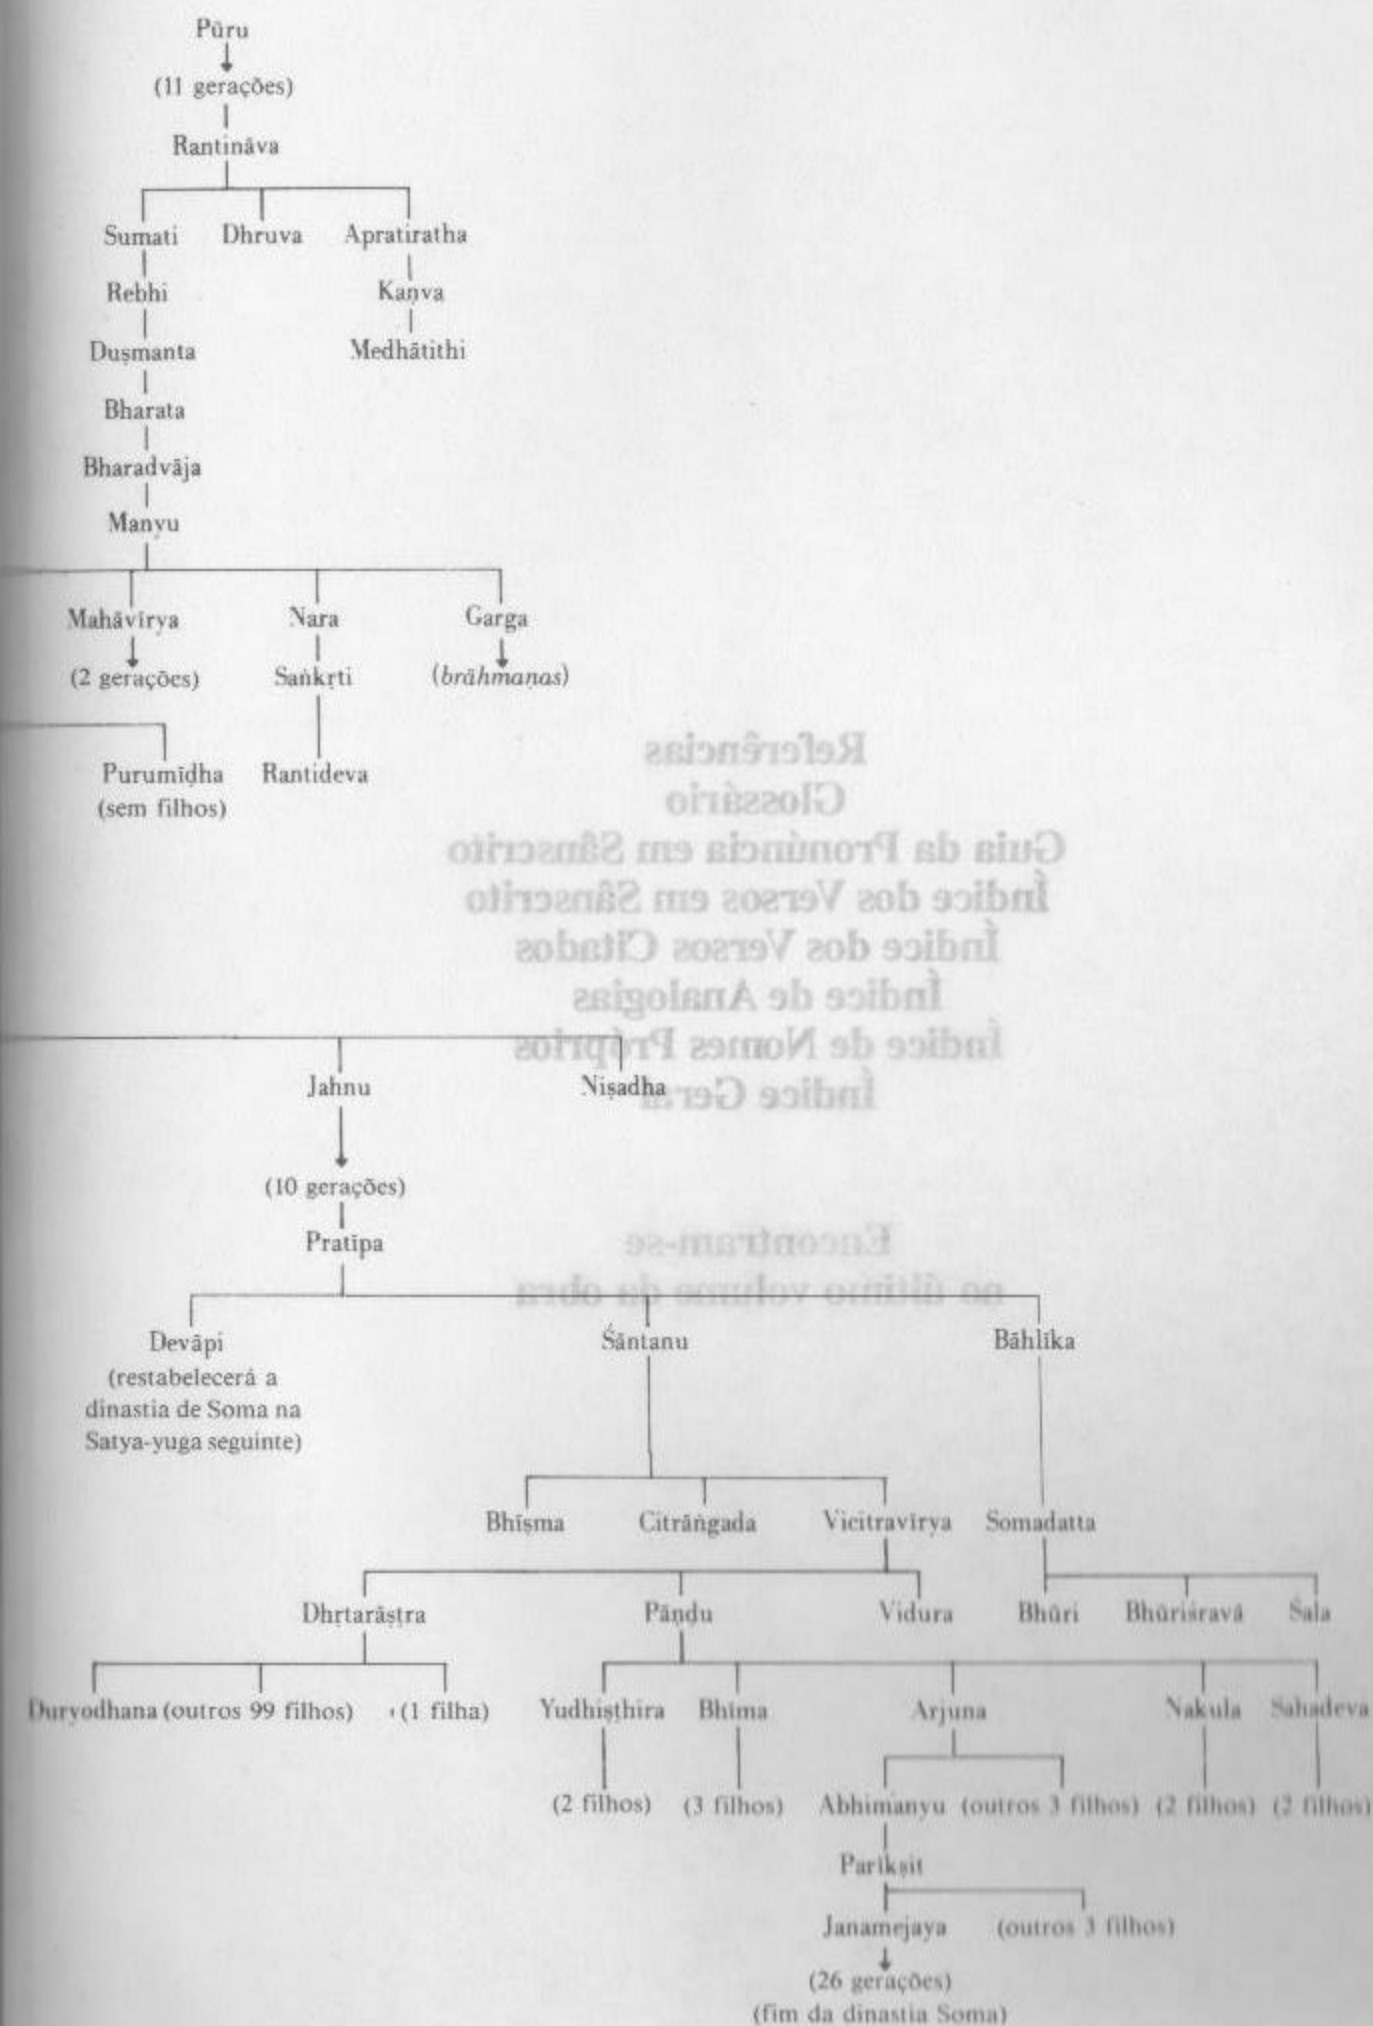 Pūru
(11 gerações)
Rantināva
Sumati Dhruva Apratiratha
Rebhi Kaṇva
Duṣmanta Medhātithi
Bharata
Bharadvāja
Manyu
Mahāvīrya Nara Garga
(2 gerações) Saṅkṛti (brāhmaṇas)
Referências
Purumīḍha Rantideva
(sem filhos)
Glossário
Guia da Pronúncia em Sânscrito
Índice dos Versos em Sânscrito
Índice dos Versos Citados
Índice de Analogias
Índice de Nomes Próprios
Jahnu Niṣadha
Índice Geral
(10 gerações)
Pratīpa
Encontram-se
no último volume da obra
Devāpi Śāntanu Bāhlīka
(restabelecerá a
dinastia de Soma na
Satya-yuga seguinte)
Bhīṣma Citrāṅgada Vicitravīrya Somadatta
Dhṛtarāṣṭra Pāṇḍu Vidura Bhūri Bhūriśravā Śala
Duryodhana (outros 99 filhos) (1 filha) Yudhiṣṭhira Bhīma Arjuna Nakula Sahadeva
(2 filhos) (3 filhos) Abhimanyu (outros 3 filhos) (2 filhos) (2 filhos)
Parīkṣit
Janamejaya (outros 3 filhos)
(26 gerações)
(fim da dinastia Soma)